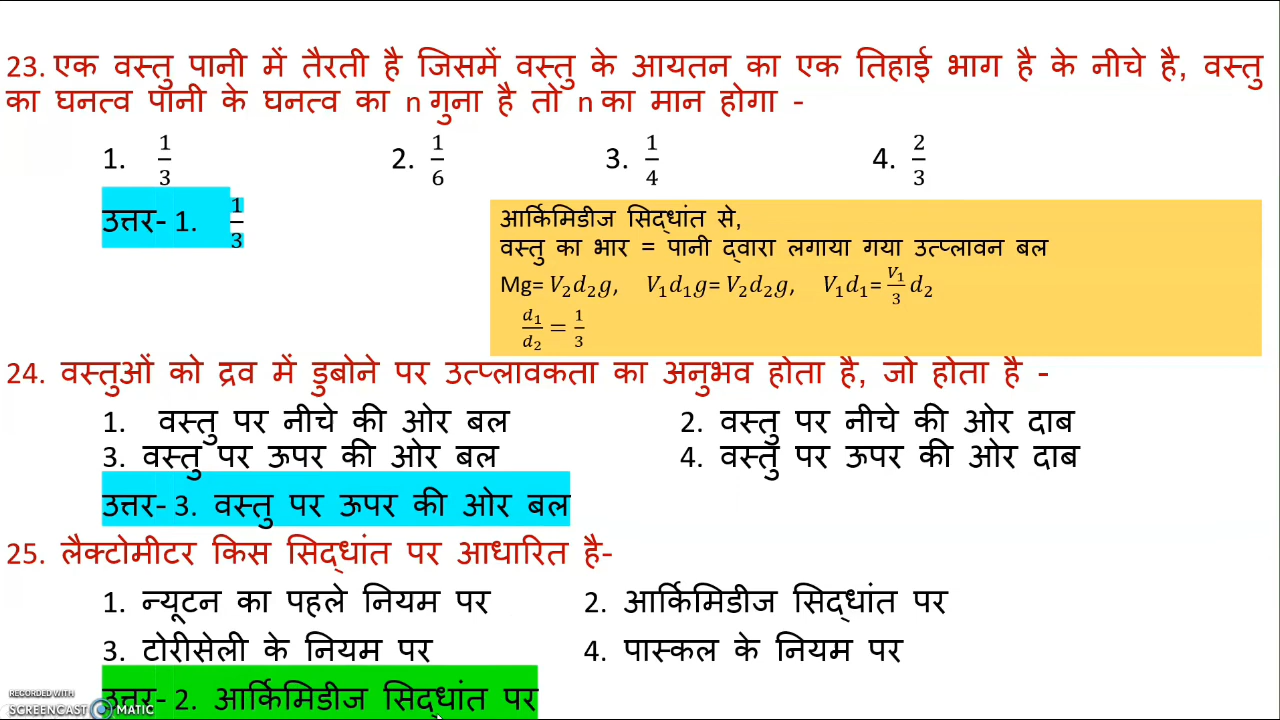 23. एक वस्तु पानी में तैरती है जिसमें वस्तु के आयतन का एक तिहाई भाग है के नीचे है, वस्तु
का घनत्व पानी के घनत्व का n गुना है तो n का मान होगा -
1. 1/3 2. 1/6 3. 1/4 4. 2/3
उत्तर- 1. 1/3
आर्किमिडीज सिद्धांत से,
वस्तु का भार = पानी द्वारा लगाया गया उत्प्लावन बल
Mg= V₂d₂g, V₁d₁g= V₂d₂g, V₁d₁= V₁/3 d₂
d₁/d₂ = 1/3
24. वस्तुओं को द्रव में डुबोने पर उत्प्लावकता का अनुभव होता है, जो होता है -
1. वस्तु पर नीचे की ओर बल 2. वस्तु पर नीचे की ओर दाब
3. वस्तु पर ऊपर की ओर बल 4. वस्तु पर ऊपर की ओर दाब
उत्तर- 3. वस्तु पर ऊपर की ओर बल
25. लैक्टोमीटर किस सिद्धांत पर आधारित है-
1. न्यूटन का पहले नियम पर 2. आर्किमिडीज सिद्धांत पर
3. टोरीसेली के नियम पर 4. पास्कल के नियम पर
उत्तर- 2. आर्किमिडीज सिद्धांत पर
RECORDED WITH
SCREENCAST MATIC